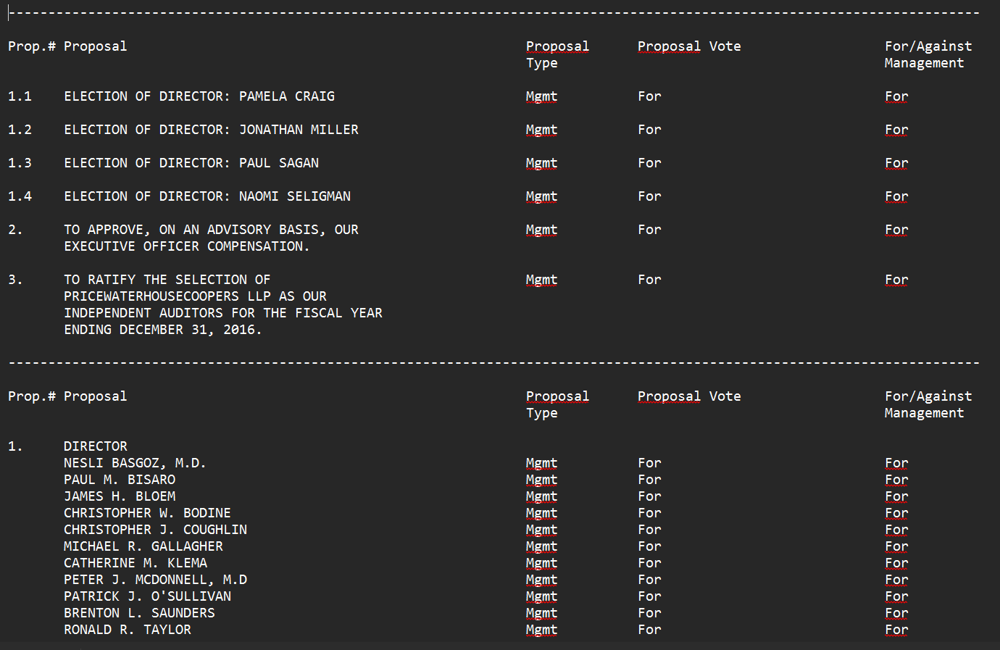 --------------------------------------------------------------------------------------------------------------------------
Prop.# Proposal Proposal Proposal Vote For/Against
Type Management
1.1 ELECTION OF DIRECTOR: PAMELA CRAIG Mgmt For For
1.2 ELECTION OF DIRECTOR: JONATHAN MILLER Mgmt For For
1.3 ELECTION OF DIRECTOR: PAUL SAGAN Mgmt For For
1.4 ELECTION OF DIRECTOR: NAOMI SELIGMAN Mgmt For For
2. TO APPROVE, ON AN ADVISORY BASIS, OUR Mgmt For For
EXECUTIVE OFFICER COMPENSATION.
3. TO RATIFY THE SELECTION OF Mgmt For For
PRICEWATERHOUSECOOPERS LLP AS OUR
INDEPENDENT AUDITORS FOR THE FISCAL YEAR
ENDING DECEMBER 31, 2016.
--------------------------------------------------------------------------------------------------------------------------
Prop.# Proposal Proposal Proposal Vote For/Against
Type Management
1. DIRECTOR
NESLI BASGOZ, M.D. Mgmt For For
PAUL M. BISARO Mgmt For For
JAMES H. BLOEM Mgmt For For
CHRISTOPHER W. BODINE Mgmt For For
CHRISTOPHER J. COUGHLIN Mgmt For For
MICHAEL R. GALLAGHER Mgmt For For
CATHERINE M. KLEMA Mgmt For For
PETER J. MCDONNELL, M.D Mgmt For For
PATRICK J. O'SULLIVAN Mgmt For For
BRENTON L. SAUNDERS Mgmt For For
RONALD R. TAYLOR Mgmt For For